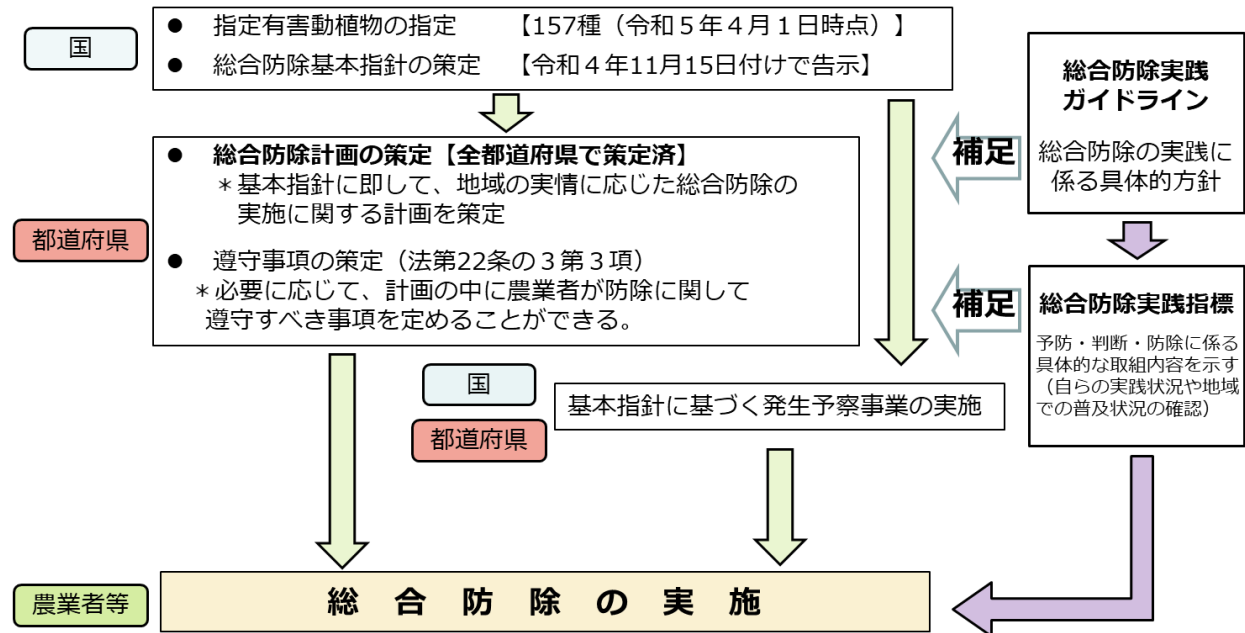 国
● 指定有害動植物の指定 【157種（令和５年４月１日時点）】
● 総合防除基本指針の策定 【令和４年11月15日付けで告示】
都道府県
● 総合防除計画の策定【全都道府県で策定済】
＊基本指針に即して、地域の実情に応じた総合防除の
実施に関する計画を策定
● 遵守事項の策定（法第22条の３第３項）
＊必要に応じて、計画の中に農業者が防除に関して
遵守すべき事項を定めることができる。
補足
総合防除実践
ガイドライン
総合防除の実践に
係る具体的方針
補足
総合防除実践指標
予防・判断・防除に係る
具体的な取組内容を示す
（自らの実践状況や地域
での普及状況の確認）
国
都道府県
基本指針に基づく発生予察事業の実施
農業者等
総合防除の実施